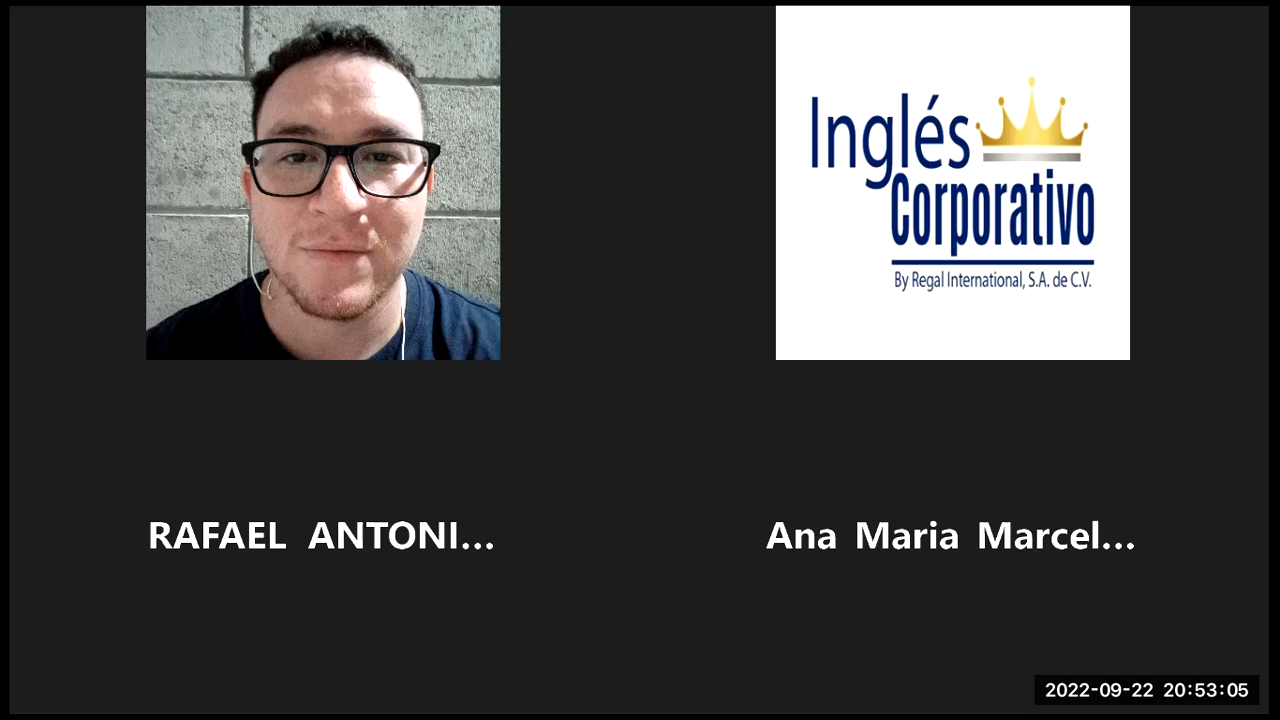 Inglés
Corporativo
By Regal International, S.A. de C.V.
RAFAEL ANTONI...
Ana Maria Marcel...
2022-09-22 20:53:05